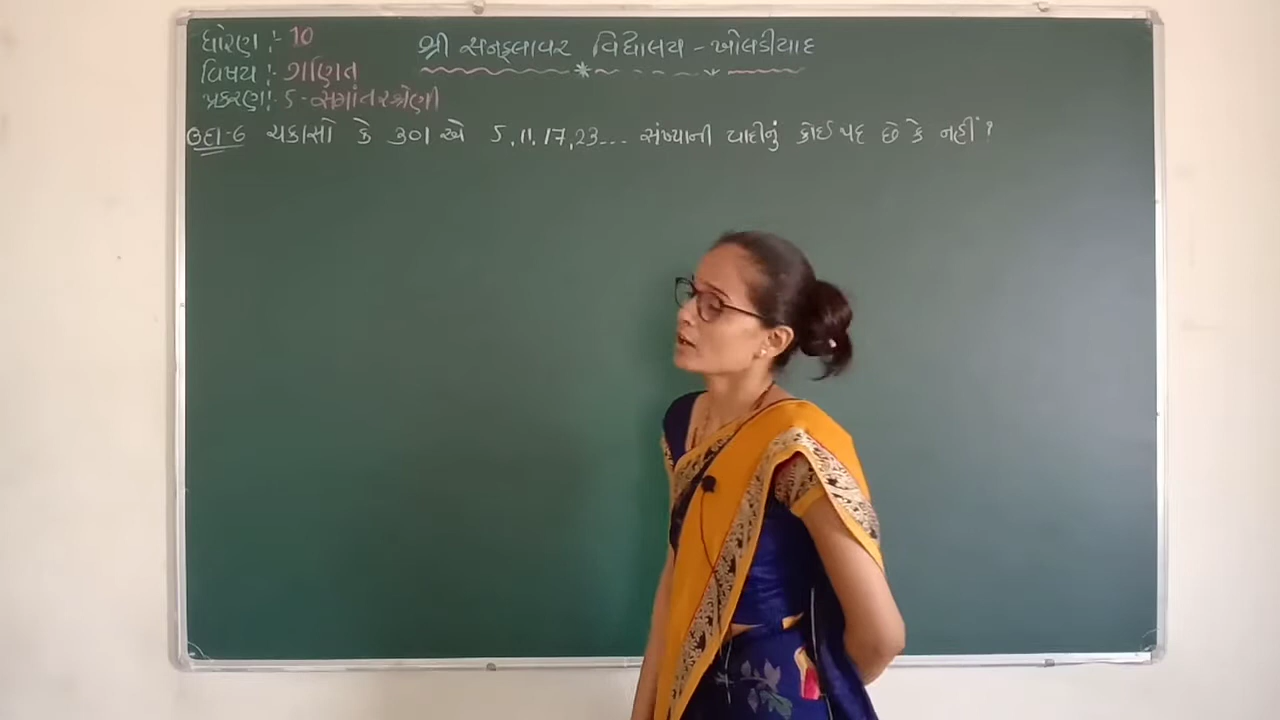 ધોરણ :- 10
શ્રી સનફ્લાવર વિદ્યાલય - ખોલડીયાદ
વિષય :- ગણિત
પ્રકરણ :- 5 - સમાંતર શ્રેણી
ઉદા-6 ચકાસો કે 301 એ 5, 11, 17, 23... સંખ્યાની યાદીનું કોઈ પદ છે કે નહીં ?